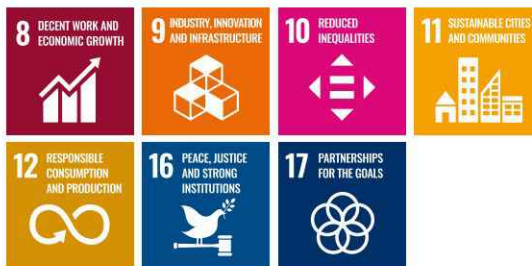 8 DECENT WORK AND
ECONOMIC GROWTH
9 INDUSTRY, INNOVATION
AND INFRASTRUCTURE
10 REDUCED
INEQUALITIES
11 SUSTAINABLE CITIES
AND COMMUNITIES
12 RESPONSIBLE
CONSUMPTION
AND PRODUCTION
16 PEACE, JUSTICE
AND STRONG
INSTITUTIONS
17 PARTNERSHIPS
FOR THE GOALS